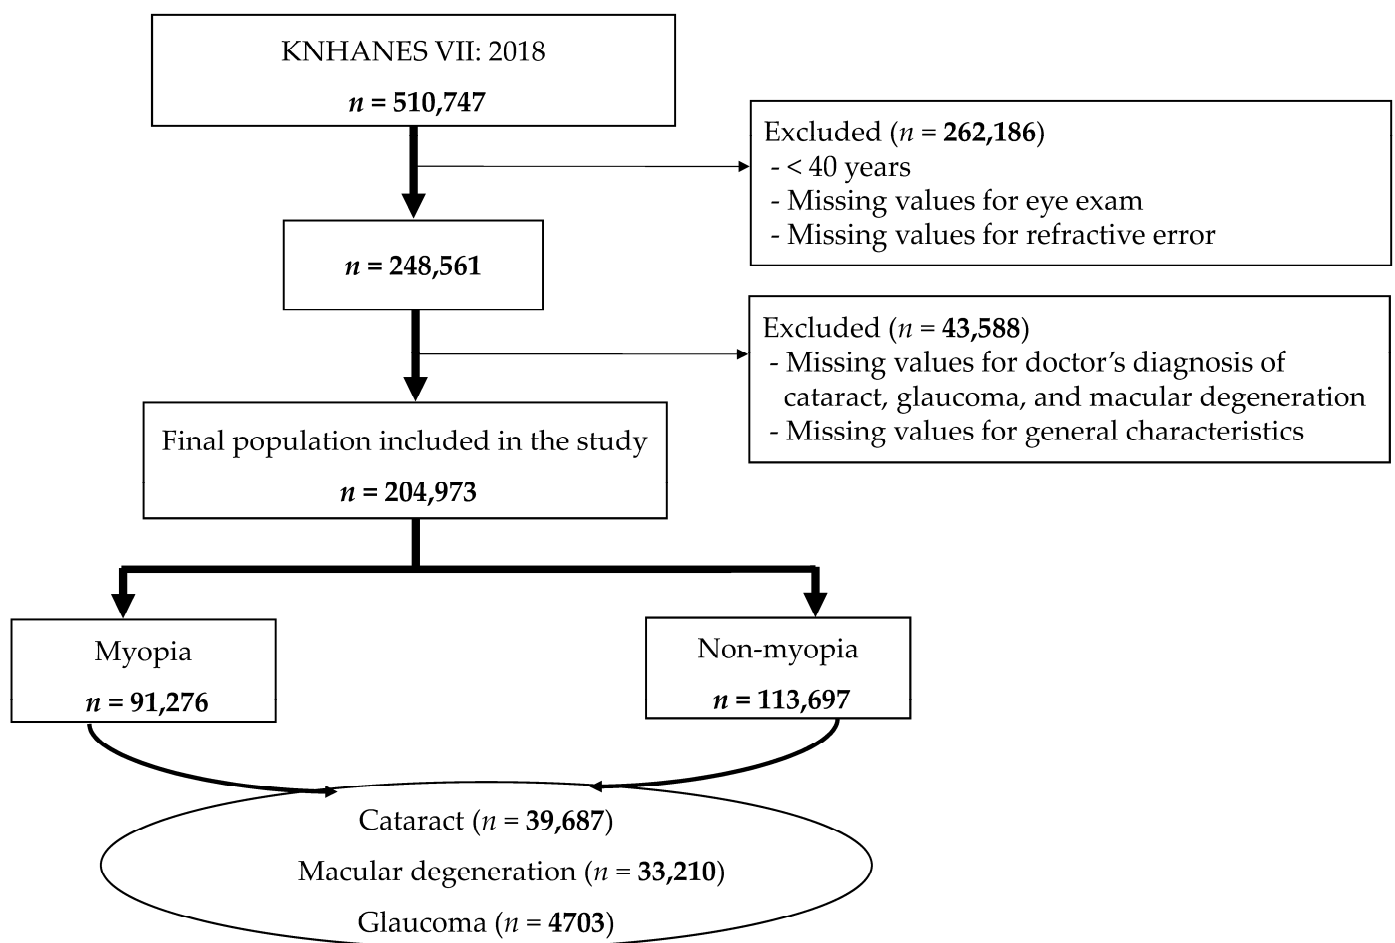 KNHANES VII: 2018
n = 510,747
Excluded (n = 262,186)
- < 40 years
- Missing values for eye exam
- Missing values for refractive error
n = 248,561
Excluded (n = 43,588)
- Missing values for doctor’s diagnosis of
cataract, glaucoma, and macular degeneration
- Missing values for general characteristics
Final population included in the study
n = 204,973
Myopia
n = 91,276
Non-myopia
n = 113,697
Cataract (n = 39,687)
Macular degeneration (n = 33,210)
Glaucoma (n = 4703)